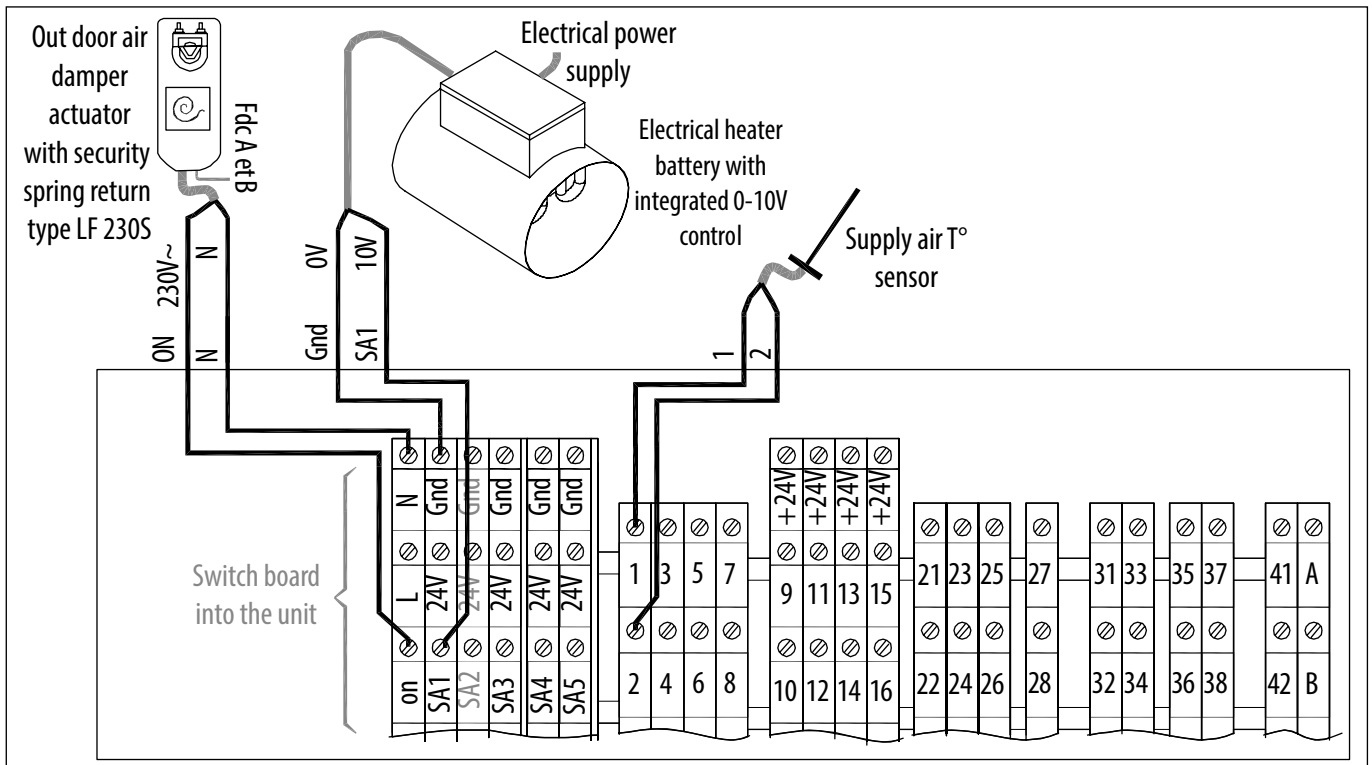 Out door air
damper
actuator
with security
spring return
type LF 230S
Fdc A et B
Electrical power
supply
Electrical heater
battery with
integrated 0-10V
control
Supply air T°
sensor
230V~
N
0V
10V
ON
N
Gnd
SA1
1
2
Switch board
into the unit
N
Gnd
Gnd
Gnd
Gnd
Gnd
L
24V
24V
24V
24V
24V
on
SA1
SA2
SA3
SA4
SA5
1 3 5 7
2 4 6 8
+24V +24V +24V +24V
9 11 13 15
10 12 14 16
21 23 25 27
22 24 26 28
31 33 35 37
32 34 36 38
41 A
42 B